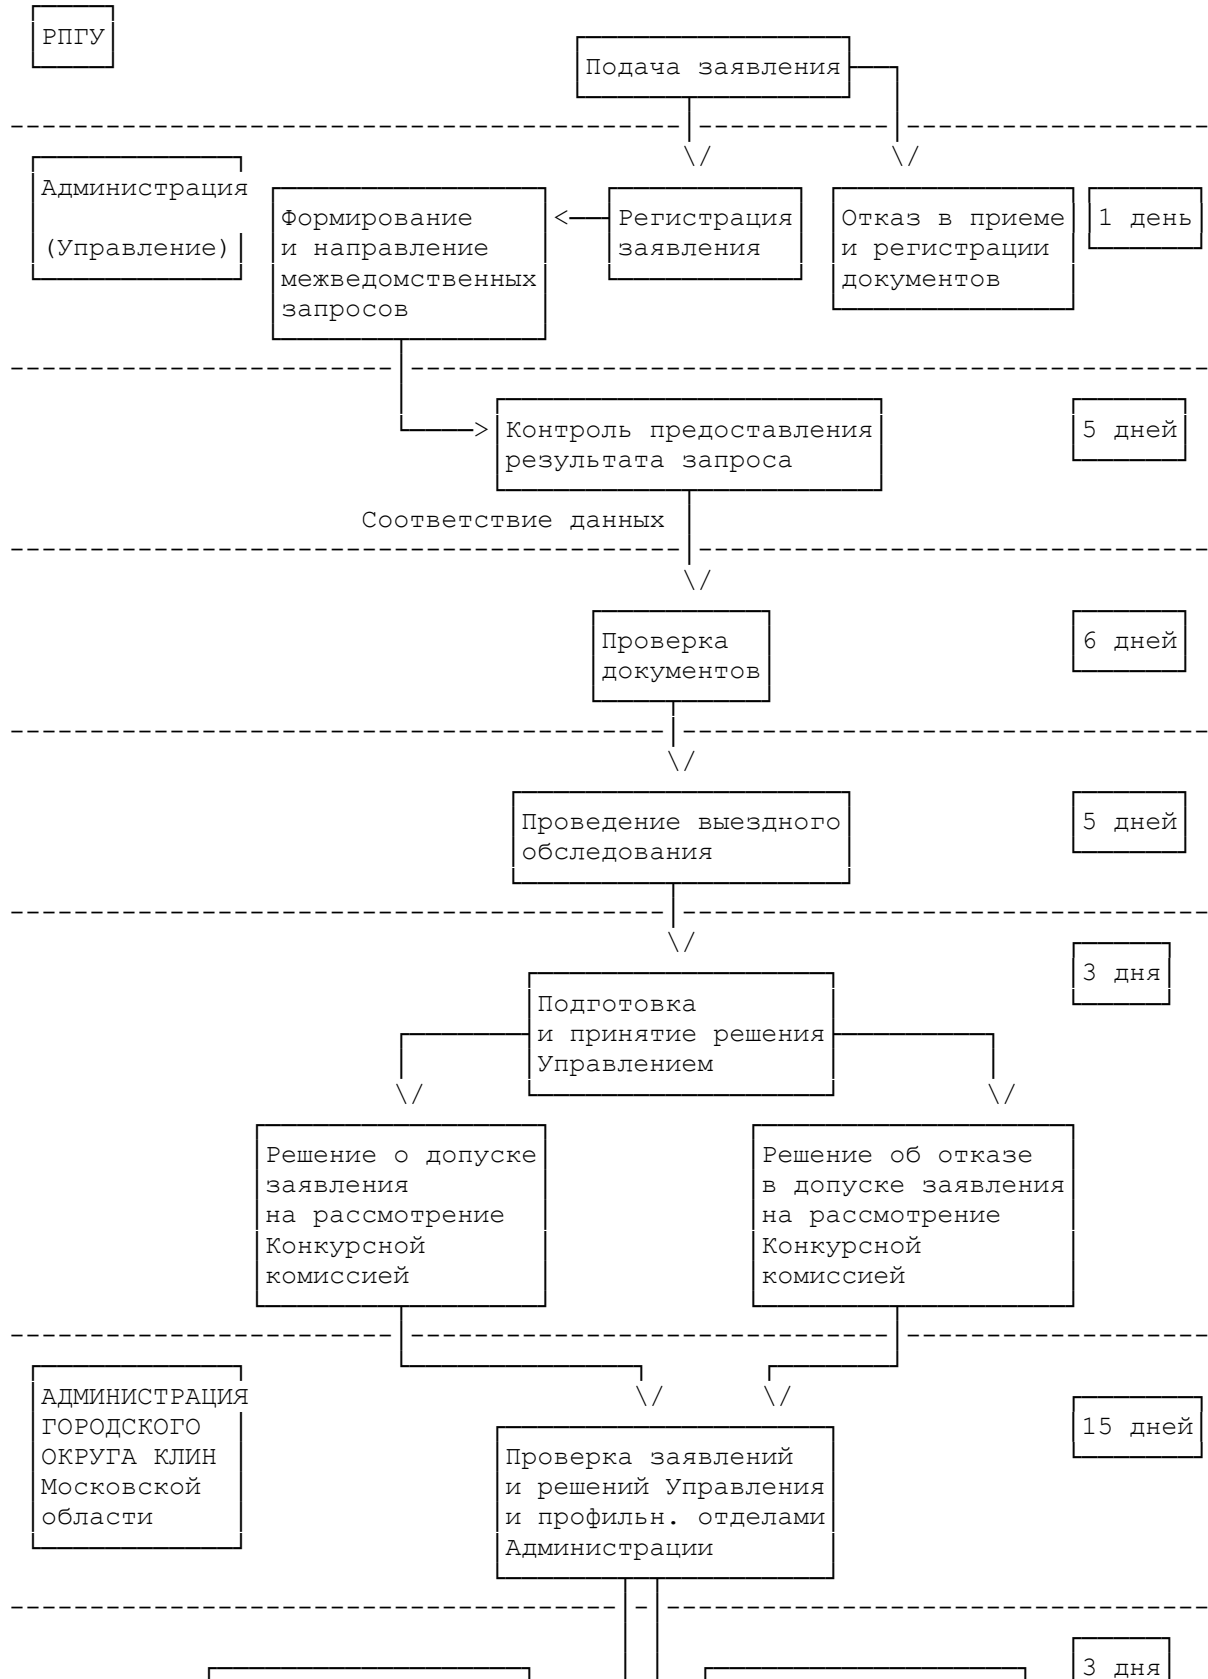 РПГУ
Подача заявления
Администрация
(Управление)
Формирование
и направление
межведомственных
запросов
Регистрация
заявления
Отказ в приеме
и регистрации
документов
1 день
Контроль предоставления
результата запроса
5 дней
Соответствие данных
Проверка
документов
6 дней
Проведение выездного
обследования
5 дней
3 дня
Подготовка
и принятие решения
Управлением
Решение о допуске
заявления
на рассмотрение
Конкурсной
комиссией
Решение об отказе
в допуске заявления
на рассмотрение
Конкурсной
комиссией
АДМИНИСТРАЦИЯ
ГОРОДСКОГО
ОКРУГА КЛИН
Московской
области
Проверка заявлений
и решений Управления
и профильн. отделами
Администрации
15 дней
3 дня